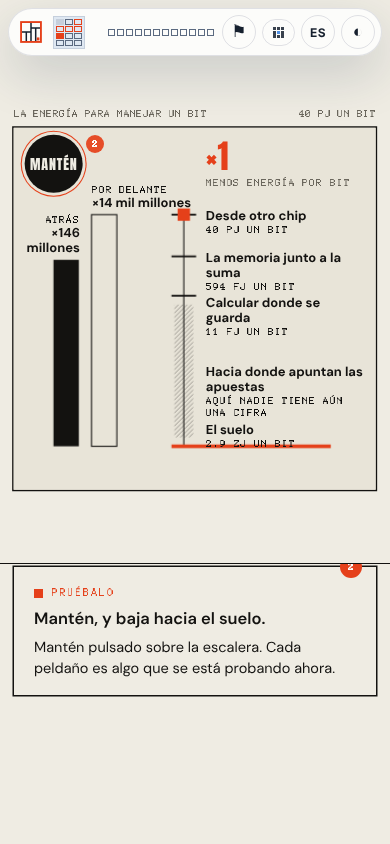 ES
LA ENERGÍA PARA MANEJAR UN BIT
40 PJ UN BIT
MANTÉN
2
×1
MENOS ENERGÍA POR BIT
POR DELANTE
×14 mil millones
ATRÁS
×146
millones
Desde otro chip
40 PJ UN BIT
La memoria junto a la
suma
594 FJ UN BIT
Calcular donde se
guarda
11 FJ UN BIT
Hacia donde apuntan las
apuestas
AQUÍ NADIE TIENE AÚN
UNA CIFRA
El suelo
2.9 ZJ UN BIT
2
PRUÉBALO
Mantén, y baja hacia el suelo.
Mantén pulsado sobre la escalera. Cada
peldaño es algo que se está probando ahora.